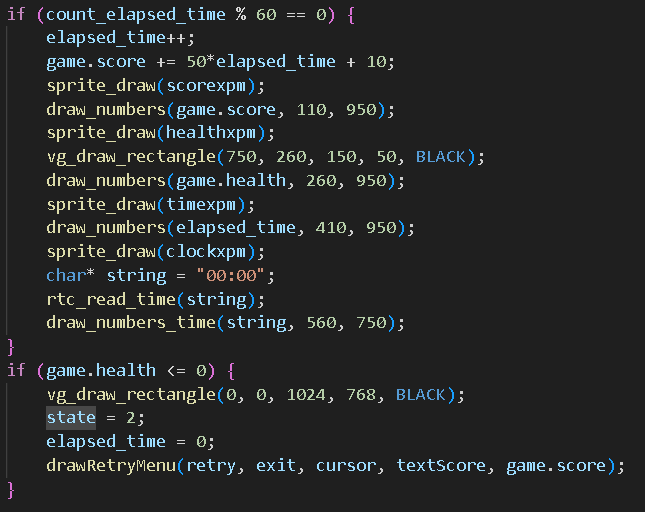 if (count_elapsed_time % 60 == 0) {
    elapsed_time++;
    game.score += 50*elapsed_time + 10;
    sprite_draw(scorexpm);
    draw_numbers(game.score, 110, 950);
    sprite_draw(healthxpm);
    vg_draw_rectangle(750, 260, 150, 50, BLACK);
    draw_numbers(game.health, 260, 950);
    sprite_draw(timexpm);
    draw_numbers(elapsed_time, 410, 950);
    sprite_draw(clockxpm);
    char* string = "00:00";
    rtc_read_time(string);
    draw_numbers_time(string, 560, 750);
}
if (game.health <= 0) {
    vg_draw_rectangle(0, 0, 1024, 768, BLACK);
    state = 2;
    elapsed_time = 0;
    drawRetryMenu(retry, exit, cursor, textScore, game.score);
}